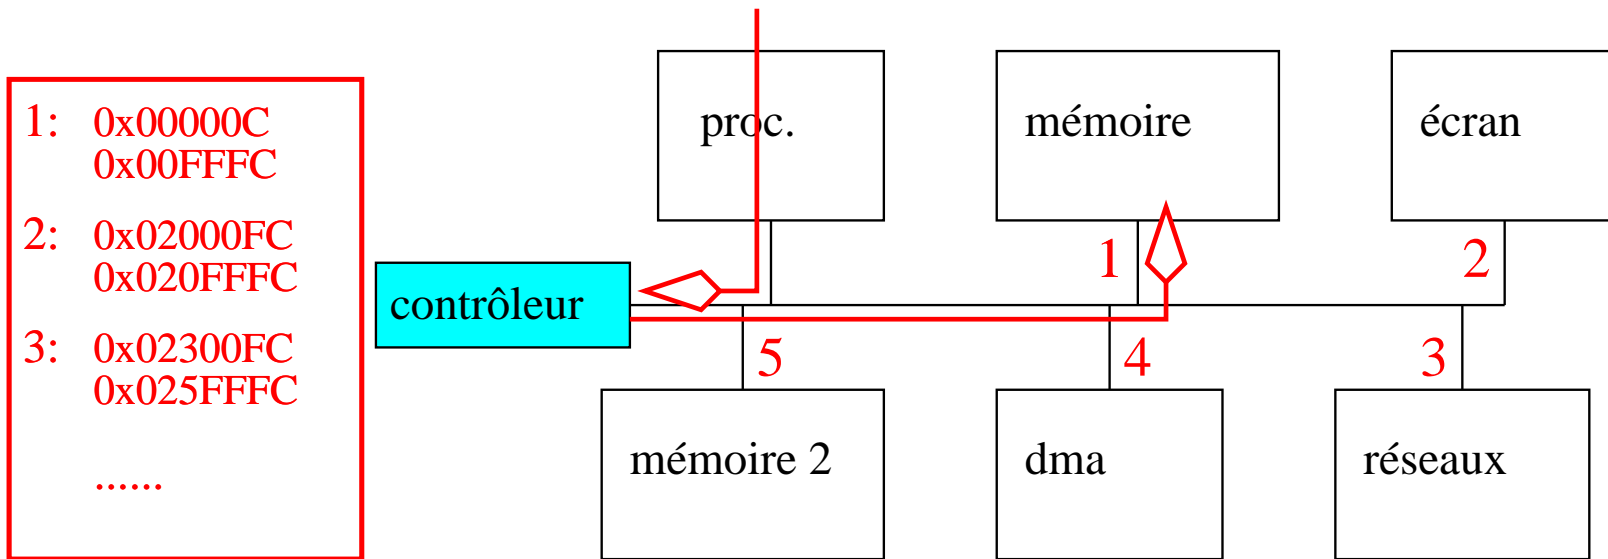 1: 0x00000C
0x00FFFC
2: 0x02000FC
0x020FFFC
3: 0x02300FC
0x025FFFC
......
proc.
mémoire
écran
1
2
contrôleur
5
4
3
mémoire 2
dma
réseaux